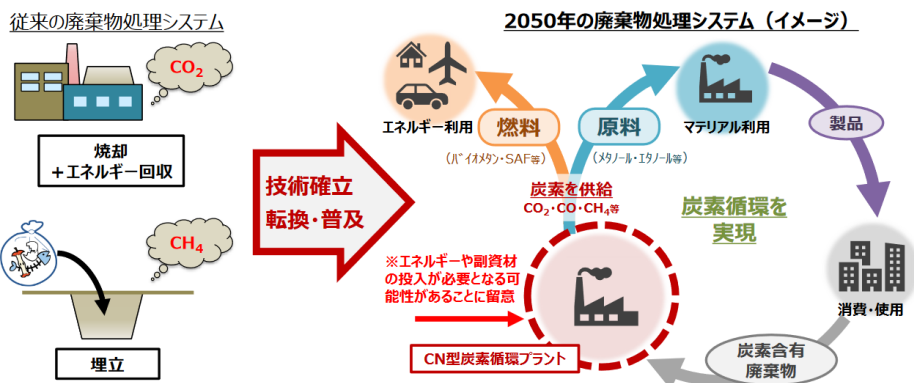 従来の廃棄物処理システム
CO2
焼却
+エネルギー回収
CH4
埋立
技術確立
転換・普及
2050年の廃棄物処理システム（イメージ）
エネルギー利用
燃料
（バイオメタン・SAF等）
原料
（メタノール・エタノール等）
マテリアル利用
製品
炭素を供給
CO2・CO・CH4等
炭素循環を
実現
※エネルギーや副資材
の投入が必要となる可
能性があることに留意
CN型炭素循環プラント
消費・使用
炭素含有
廃棄物